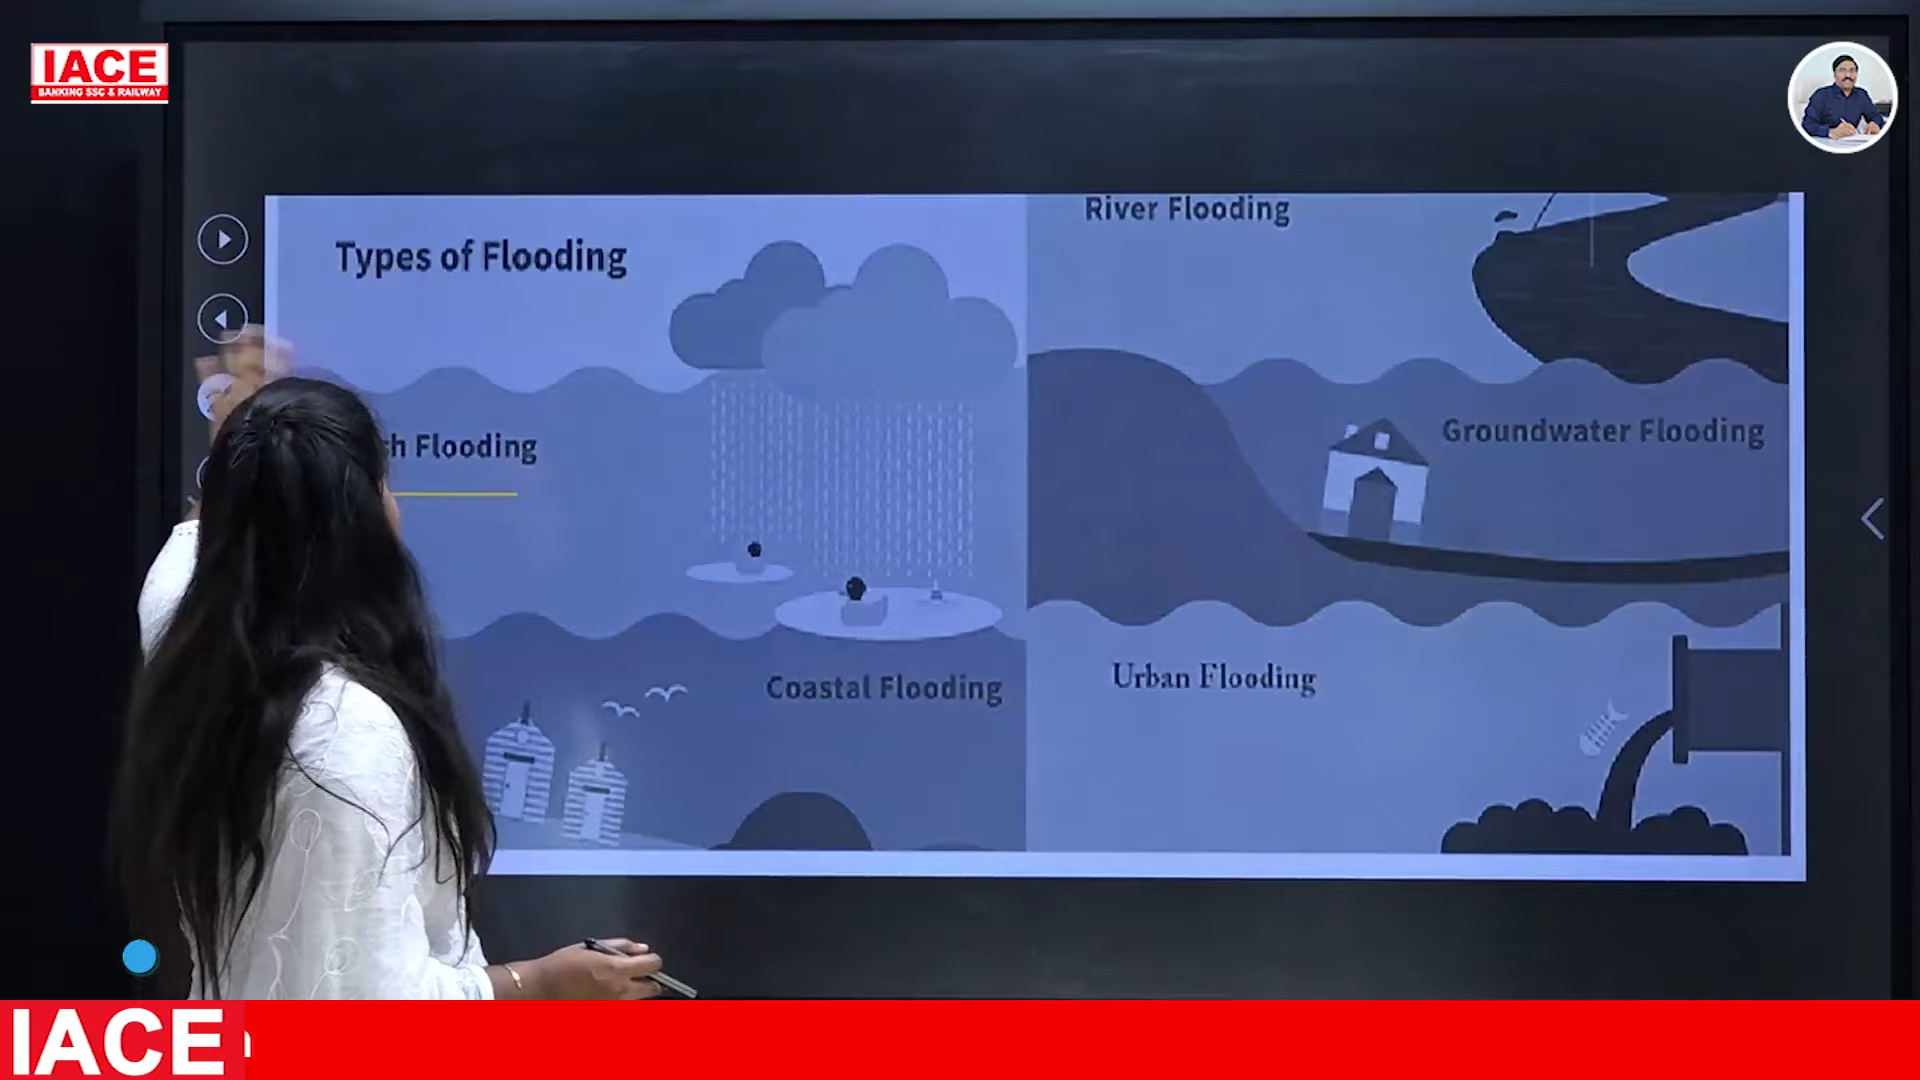 IACE
BANKING SSC & RAILWAY
Types of Flooding
River Flooding
Flooding
Groundwater Flooding
Coastal Flooding
Urban Flooding
IACE